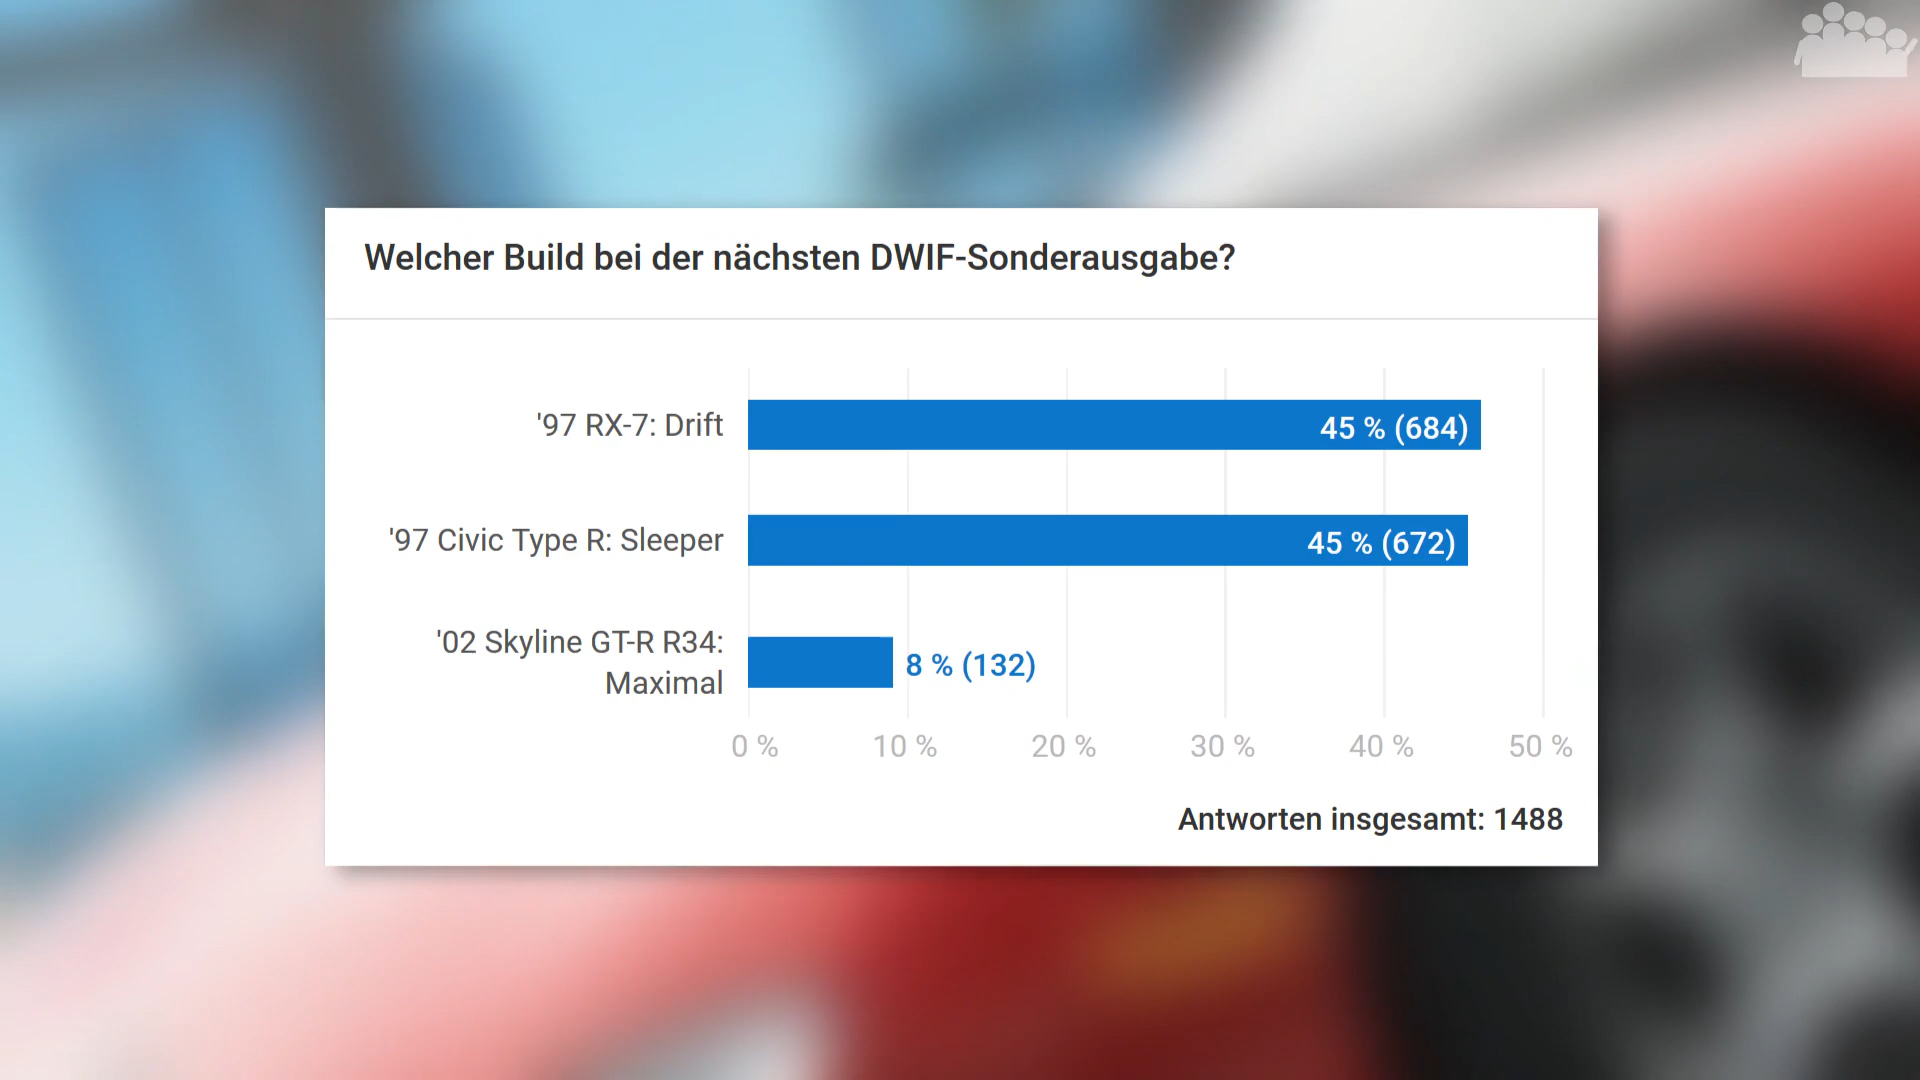 Welcher Build bei der nächsten DWIF-Sonderausgabe?
'97 RX-7: Drift
45 % (684)
'97 Civic Type R: Sleeper
45 % (672)
'02 Skyline GT-R R34:
Maximal
8 % (132)
0 % 10 % 20 % 30 % 40 % 50 %
Antworten insgesamt: 1488